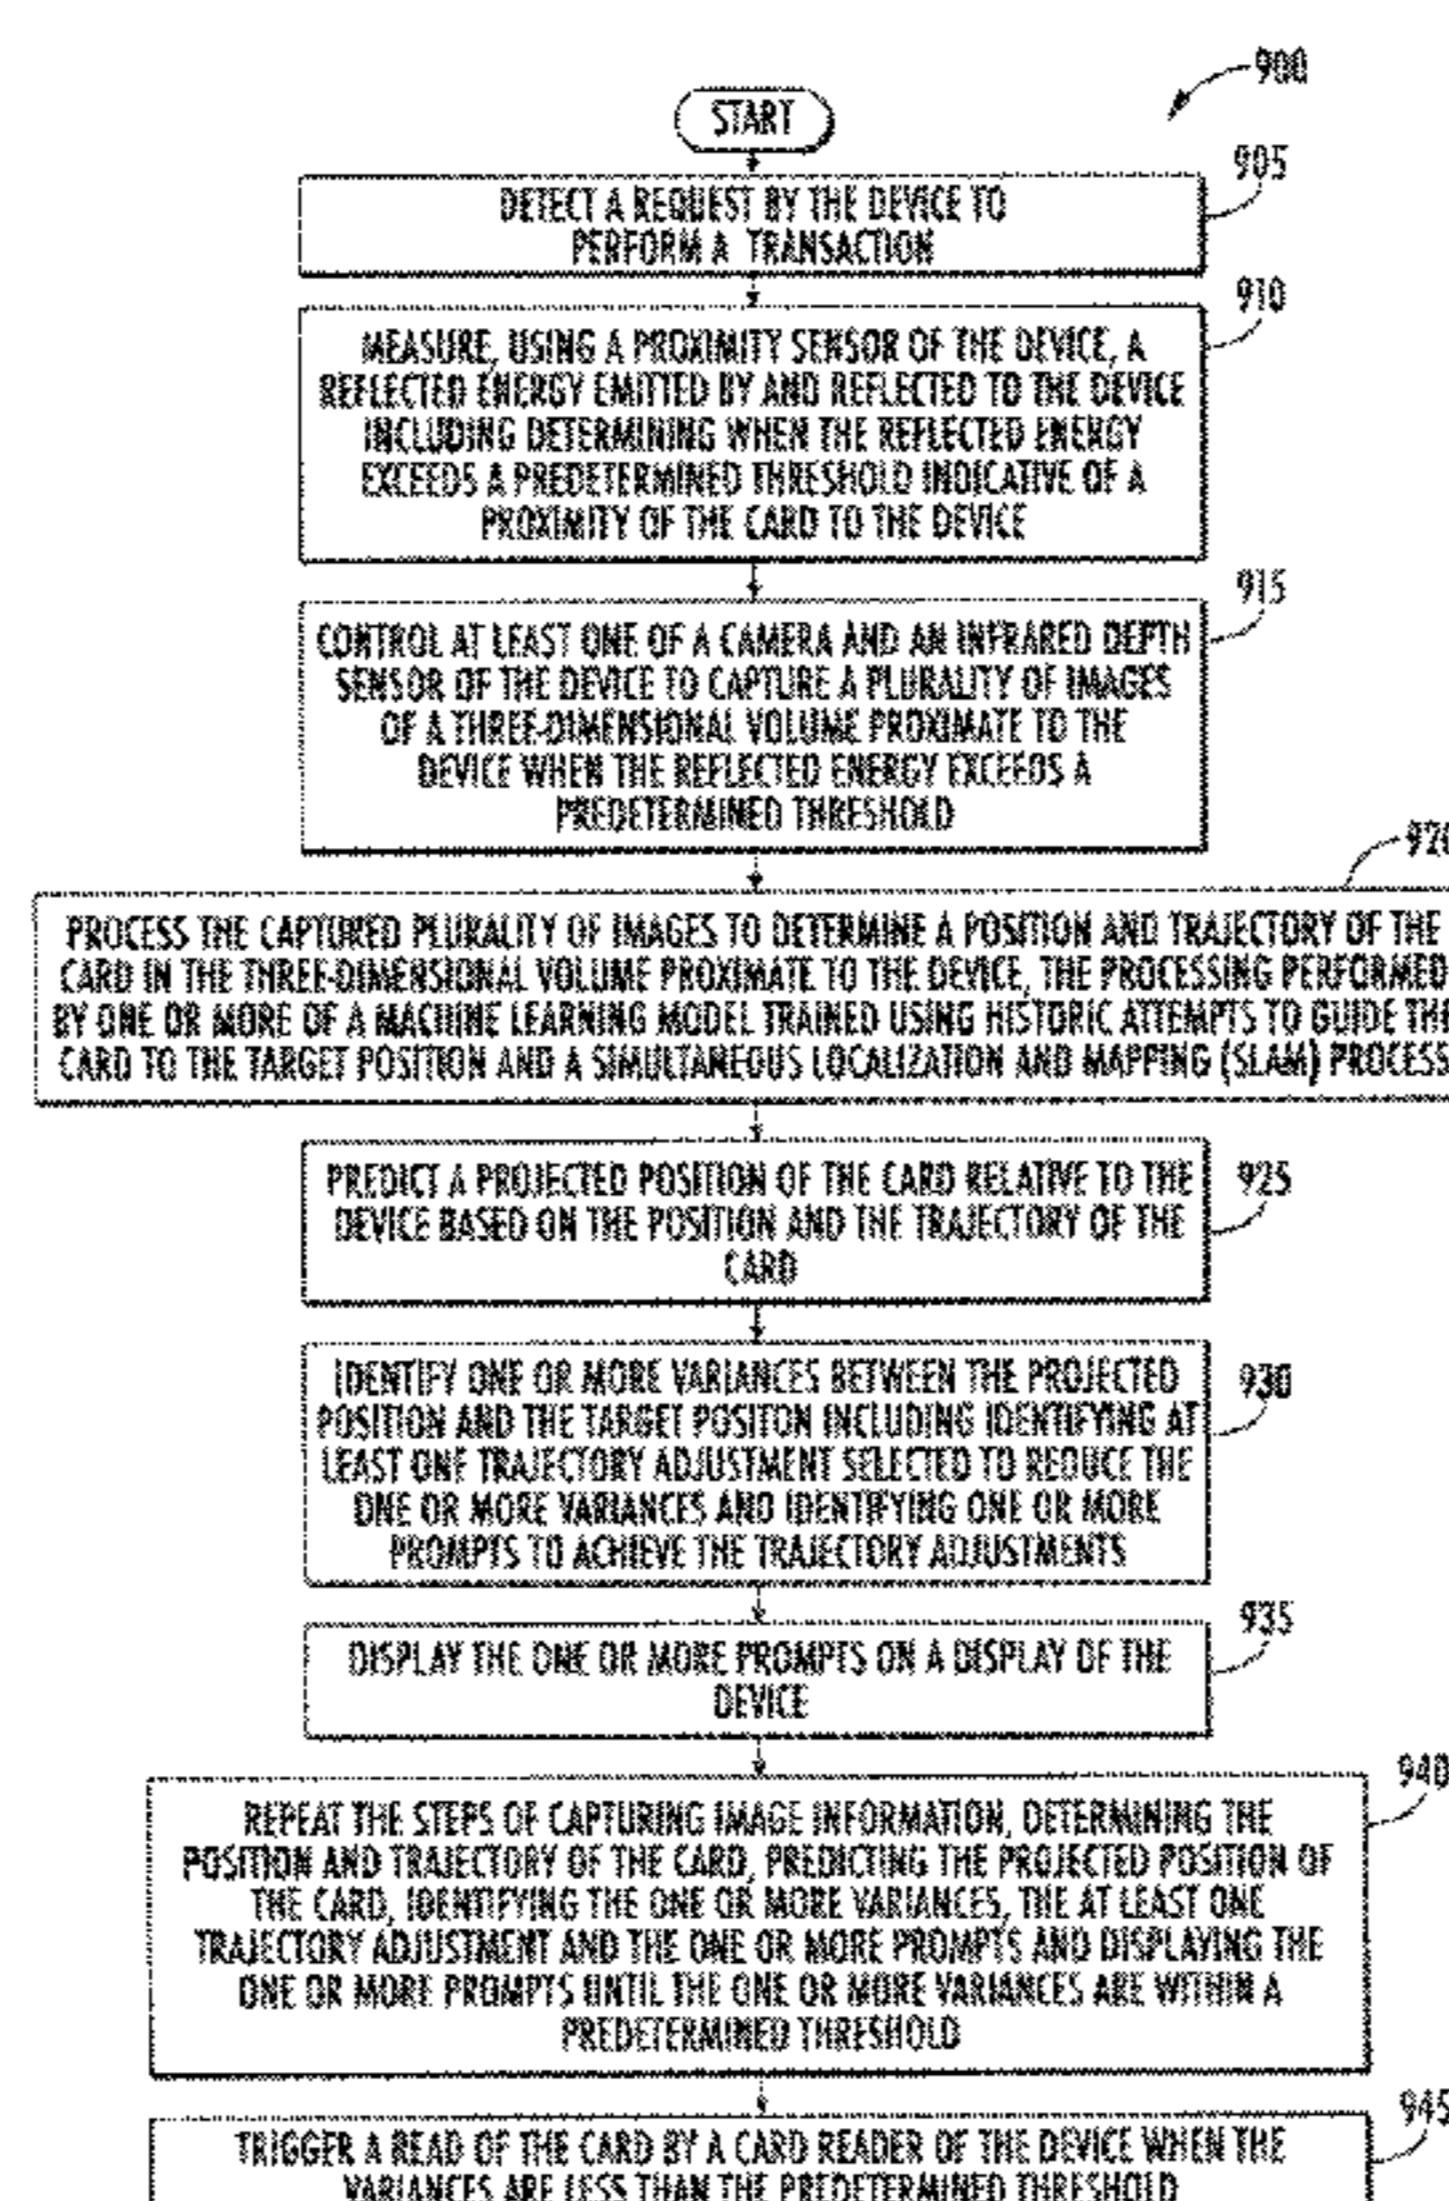 900
START
905
DETECT A REQUEST BY THE DEVICE TO
PERFORM A TRANSACTION
910
MEASURE, USING A PROXIMITY SENSOR OF THE DEVICE, A
REFLECTED ENERGY EMITTED BY AND REFLECTED TO THE DEVICE
INCLUDING DETERMINING WHEN THE REFLECTED ENERGY
EXCEEDS A PREDETERMINED THRESHOLD INDICATIVE OF A
PROXIMITY OF THE CARD TO THE DEVICE
915
CONTROL AT LEAST ONE OF A CAMERA AND AN INFRARED DEPTH
SENSOR OF THE DEVICE TO CAPTURE A PLURALITY OF IMAGES
OF A THREE-DIMENSIONAL VOLUME PROXIMATE TO THE
DEVICE WHEN THE REFLECTED ENERGY EXCEEDS A
PREDETERMINED THRESHOLD
920
PROCESS THE CAPTURED PLURALITY OF IMAGES TO DETERMINE A POSITION AND TRAJECTORY OF THE
CARD IN THE THREE-DIMENSIONAL VOLUME PROXIMATE TO THE DEVICE, THE PROCESSING PERFORMED
BY ONE OR MORE OF A MACHINE LEARNING MODEL TRAINED USING HISTORIC ATTEMPTS TO GUIDE THE
CARD TO THE TARGET POSITION AND A SIMULTANEOUS LOCALIZATION AND MAPPING (SLAM) PROCESS
925
PREDICT A PROJECTED POSITION OF THE CARD RELATIVE TO THE
DEVICE BASED ON THE POSITION AND THE TRAJECTORY OF THE
CARD
930
IDENTIFY ONE OR MORE VARIANCES BETWEEN THE PROJECTED
POSITION AND THE TARGET POSITON INCLUDING IDENTIFYING AT
LEAST ONE TRAJECTORY ADJUSTMENT SELECTED TO REDUCE THE
ONE OR MORE VARIANCES AND IDENTIFYING ONE OR MORE
PROMPTS TO ACHIEVE THE TRAJECTORY ADJUSTMENTS
935
DISPLAY THE ONE OR MORE PROMPTS ON A DISPLAY OF THE
DEVICE
940
REPEAT THE STEPS OF CAPTURING IMAGE INFORMATION, DETERMINING THE
POSITION AND TRAJECTORY OF THE CARD, PREDICTING THE PROJECTED POSITION OF
THE CARD, IDENTIFYING THE ONE OR MORE VARIANCES, THE AT LEAST ONE
TRAJECTORY ADJUSTMENT AND THE ONE OR MORE PROMPTS AND DISPLAYING THE
ONE OR MORE PROMPTS UNTIL THE ONE OR MORE VARIANCES ARE WITHIN A
PREDETERMINED THRESHOLD
945
TRIGGER A READ OF THE CARD BY A CARD READER OF THE DEVICE WHEN THE
VARIANCES ARE LESS THAN THE PREDETERMINED THRESHOLD